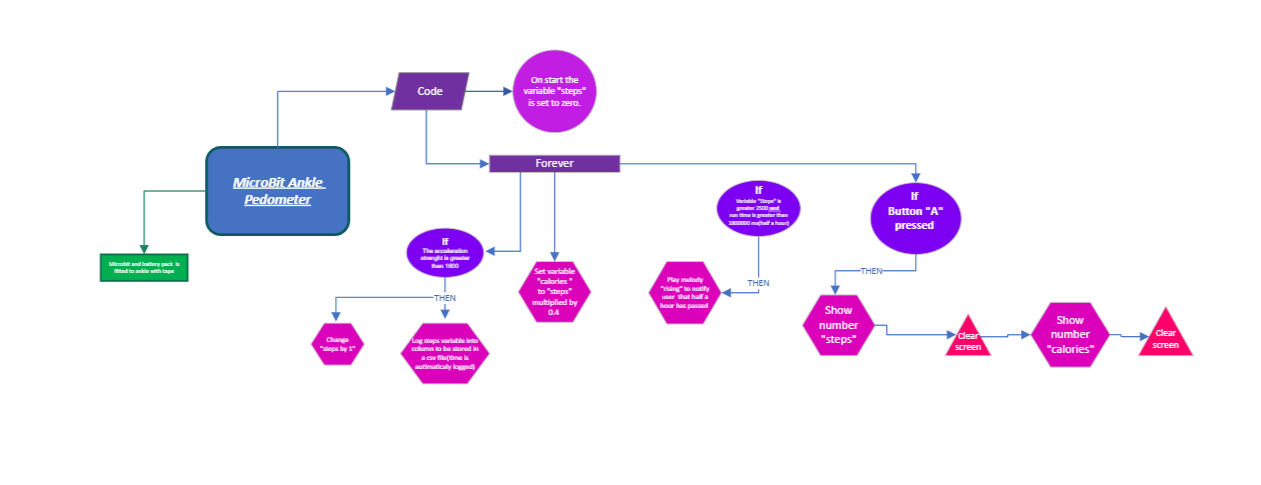 On start the
variable "steps"
is set to zero.
Code
Forever
MicroBit Ankle
Pedometer
If
Variable "Steps" is
greater 2500 and
run time is greater than
1800000 ms(half a hour)
If
Button "A"
pressed
If
The acceleration
strenght is greater
than 1800
Microbit and battery pack is
fitted to ankle with tape
Set variable
"calories "
to "steps"
multiplied by
0.4
Play melody
"rising" to notify
user that half a
hour has passed
THEN
THEN
THEN
Show
number
"steps"
Change
"steps by 1"
Log steps variable into
column to be stored in
a csv file(time is
autimaticaly logged)
Clear
screen
Show
number
"calories"
Clear
screen